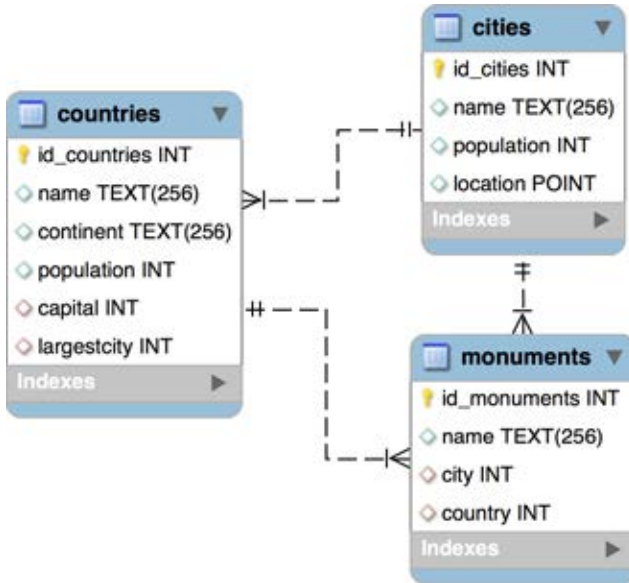 countries
id_countries INT
name TEXT(256)
continent TEXT(256)
population INT
capital INT
largestcity INT
Indexes
cities
id_cities INT
name TEXT(256)
population INT
location POINT
Indexes
monuments
id_monuments INT
name TEXT(256)
city INT
country INT
Indexes